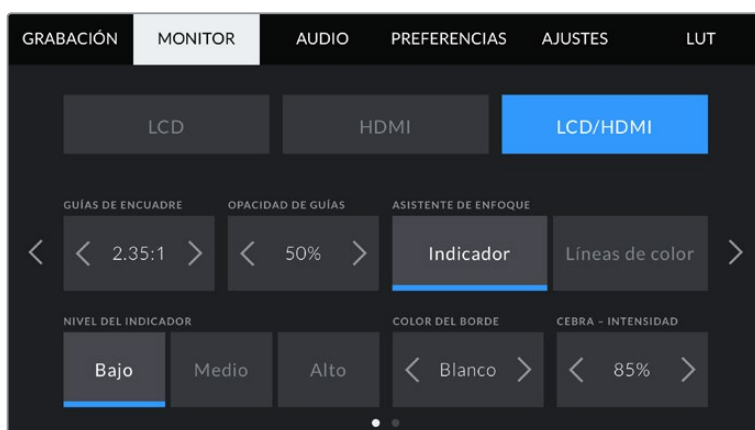 GRABACIÓN MONITOR AUDIO PREFERENCIAS AJUSTES LUT
LCD HDMI LCD/HDMI
GUÍAS DE ENCUADRE OPACIDAD DE GUÍAS ASISTENTE DE ENFOQUE
2.35:1 50% Indicador Líneas de color
NIVEL DEL INDICADOR COLOR DEL BORDE CEBRA – INTENSIDAD
Bajo Medio Alto Blanco 85%